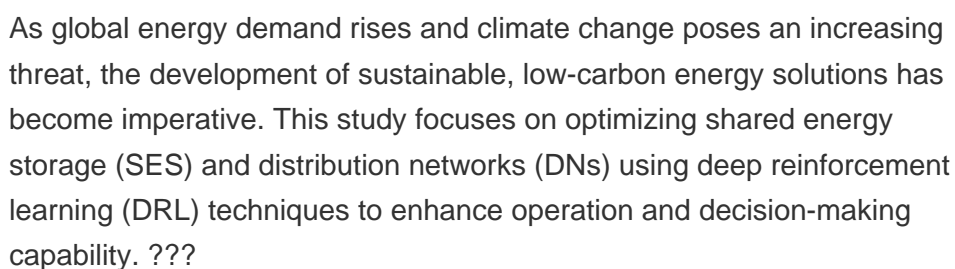 As global energy demand rises and climate change poses an increasing
threat, the development of sustainable, low-carbon energy solutions has
become imperative. This study focuses on optimizing shared energy
storage (SES) and distribution networks (DNs) using deep reinforcement
learning (DRL) techniques to enhance operation and decision-making
capability. ???